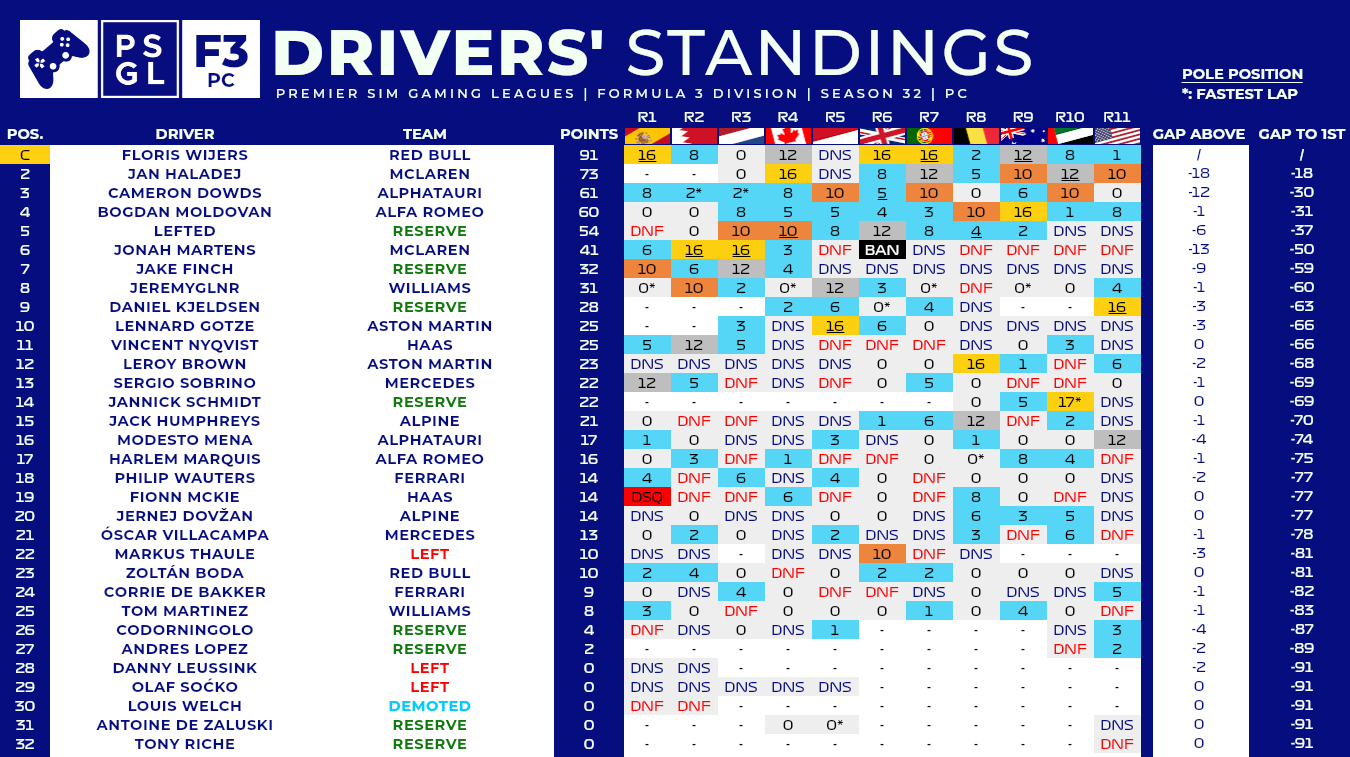 PS GL F3 PC DRIVERS' STANDINGS
PREMIER SIM GAMING LEAGUES | FORMULA 3 DIVISION | SEASON 32 | PC
POLE POSITION
*: FASTEST LAP
R1 R2 R3 R4 R5 R6 R7 R8 R9 R10 R11
POS. DRIVER TEAM POINTS GAP ABOVE GAP TO 1ST
C FLORIS WIJERS RED BULL 91 16 8 0 12 DNS 16 16 2 12 8 1 / /
2 JAN HALADEJ MCLAREN 73 - - 0 16 DNS 8 12 5 10 12 10 -18 -18
3 CAMERON DOWDS ALPHATAURI 61 8 2* 2* 8 10 5 10 0 6 10 0 -12 -30
4 BOGDAN MOLDOVAN ALFA ROMEO 60 0 0 8 5 5 4 3 10 16 1 8 -1 -31
5 LEFTED RESERVE 54 DNF 0 10 10 8 12 8 4 2 DNS DNS -6 -37
6 JONAH MARTENS MCLAREN 41 6 16 16 3 DNF BAN DNS DNF DNF DNF DNF -13 -50
7 JAKE FINCH RESERVE 32 10 6 12 4 DNS DNS DNS DNS DNS DNS DNS -9 -59
8 JEREMYGLNR WILLIAMS 31 0* 10 2 0* 12 3 0* DNF 0* 0 4 -1 -60
9 DANIEL KJELDSEN RESERVE 28 - - - 2 6 0* 4 DNS - - 16 -3 -63
10 LENNARD GOTZE ASTON MARTIN 25 - - 3 DNS 16 6 0 DNS DNS DNS DNS -3 -66
11 VINCENT NYQVIST HAAS 25 5 12 5 DNS DNF DNF DNF DNS 0 3 DNS 0 -66
12 LEROY BROWN ASTON MARTIN 23 DNS DNS DNS DNS DNS 0 0 16 1 DNF 6 -2 -68
13 SERGIO SOBRINO MERCEDES 22 12 5 DNF DNS DNF 0 5 0 DNF DNF 0 -1 -69
14 JANNICK SCHMIDT RESERVE 22 - - - - - - - 0 5 17* DNS 0 -69
15 JACK HUMPHREYS ALPINE 21 0 DNF DNF DNS DNS 1 6 12 DNF 2 DNS -1 -70
16 MODESTO MENA ALPHATAURI 17 1 0 DNS DNS 3 DNS 0 1 0 0 12 -4 -74
17 HARLEM MARQUIS ALFA ROMEO 16 0 3 DNF 1 DNF DNF 0 0* 8 4 DNF -1 -75
18 PHILIP WAUTERS FERRARI 14 4 DNF 6 DNS 4 0 DNF 0 0 0 DNS -2 -77
19 FIONN MCKIE HAAS 14 DSQ DNF DNF 6 DNF 0 DNF 8 0 DNF DNS 0 -77
20 JERNEJ DOVŽAN ALPINE 14 DNS 0 DNS DNS 0 0 DNS 6 3 5 DNS 0 -77
21 ÓSCAR VILLACAMPA MERCEDES 13 0 2 0 DNS 2 DNS DNS 3 DNF 6 DNF -1 -78
22 MARKUS THAULE LEFT 10 DNS DNS - DNS DNS 10 DNF DNS - - - -3 -81
23 ZOLTÁN BODA RED BULL 10 2 4 0 DNF 0 2 2 0 0 0 DNS 0 -81
24 CORRIE DE BAKKER FERRARI 9 0 DNS 4 0 DNF DNF DNS 0 DNS DNS 5 -1 -82
25 TOM MARTINEZ WILLIAMS 8 3 0 DNF 0 0 0 1 0 4 0 DNF -1 -83
26 CODORNINGOLO RESERVE 4 DNF DNS 0 DNS 1 - - - - DNS 3 -4 -87
27 ANDRES LOPEZ RESERVE 2 - - - - - - - - - DNF 2 -2 -89
28 DANNY LEUSSINK LEFT 0 DNS DNS - - - - - - - - - -2 -91
29 OLAF SOĆKO LEFT 0 DNS DNS DNS DNS DNS - - - - - - 0 -91
30 LOUIS WELCH DEMOTED 0 DNF DNF - - - - - - - - - 0 -91
31 ANTOINE DE ZALUSKI RESERVE 0 - - - 0 0* - - - - - DNS 0 -91
32 TONY RICHE RESERVE 0 - - - - - - - - - - DNF 0 -91